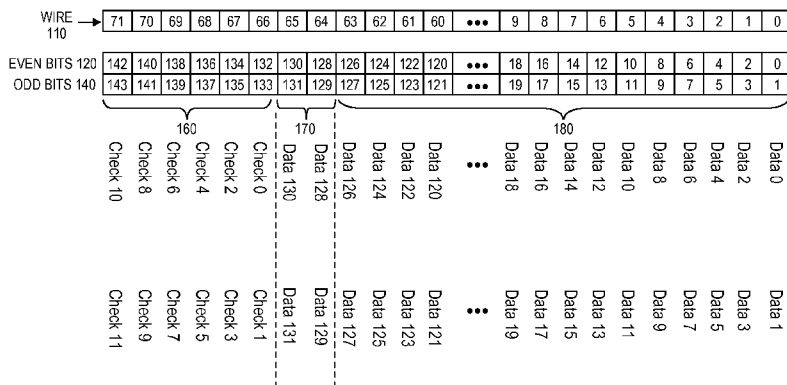 WIRE 110 71 70 69 68 67 66 65 64 63 62 61 60 ••• 9 8 7 6 5 4 3 2 1 0
EVEN BITS 120 142 140 138 136 134 132 130 128 126 124 122 120 18 16 14 12 10 8 6 4 2 0
ODD BITS 140 143 141 139 137 135 133 131 129 127 125 123 121 19 17 15 13 11 9 7 5 3 1
160 170 180
Check 10 Check 8 Check 6 Check 4 Check 2 Check 0 Data 130 Data 128 Data 126 Data 124 Data 122 Data 120 ••• Data 18 Data 16 Data 14 Data 12 Data 10 Data 8 Data 6 Data 4 Data 2 Data 0
Check 11 Check 9 Check 7 Check 5 Check 3 Check 1 Data 131 Data 129 Data 127 Data 125 Data 123 Data 121 ••• Data 19 Data 17 Data 15 Data 13 Data 11 Data 9 Data 7 Data 5 Data 3 Data 1